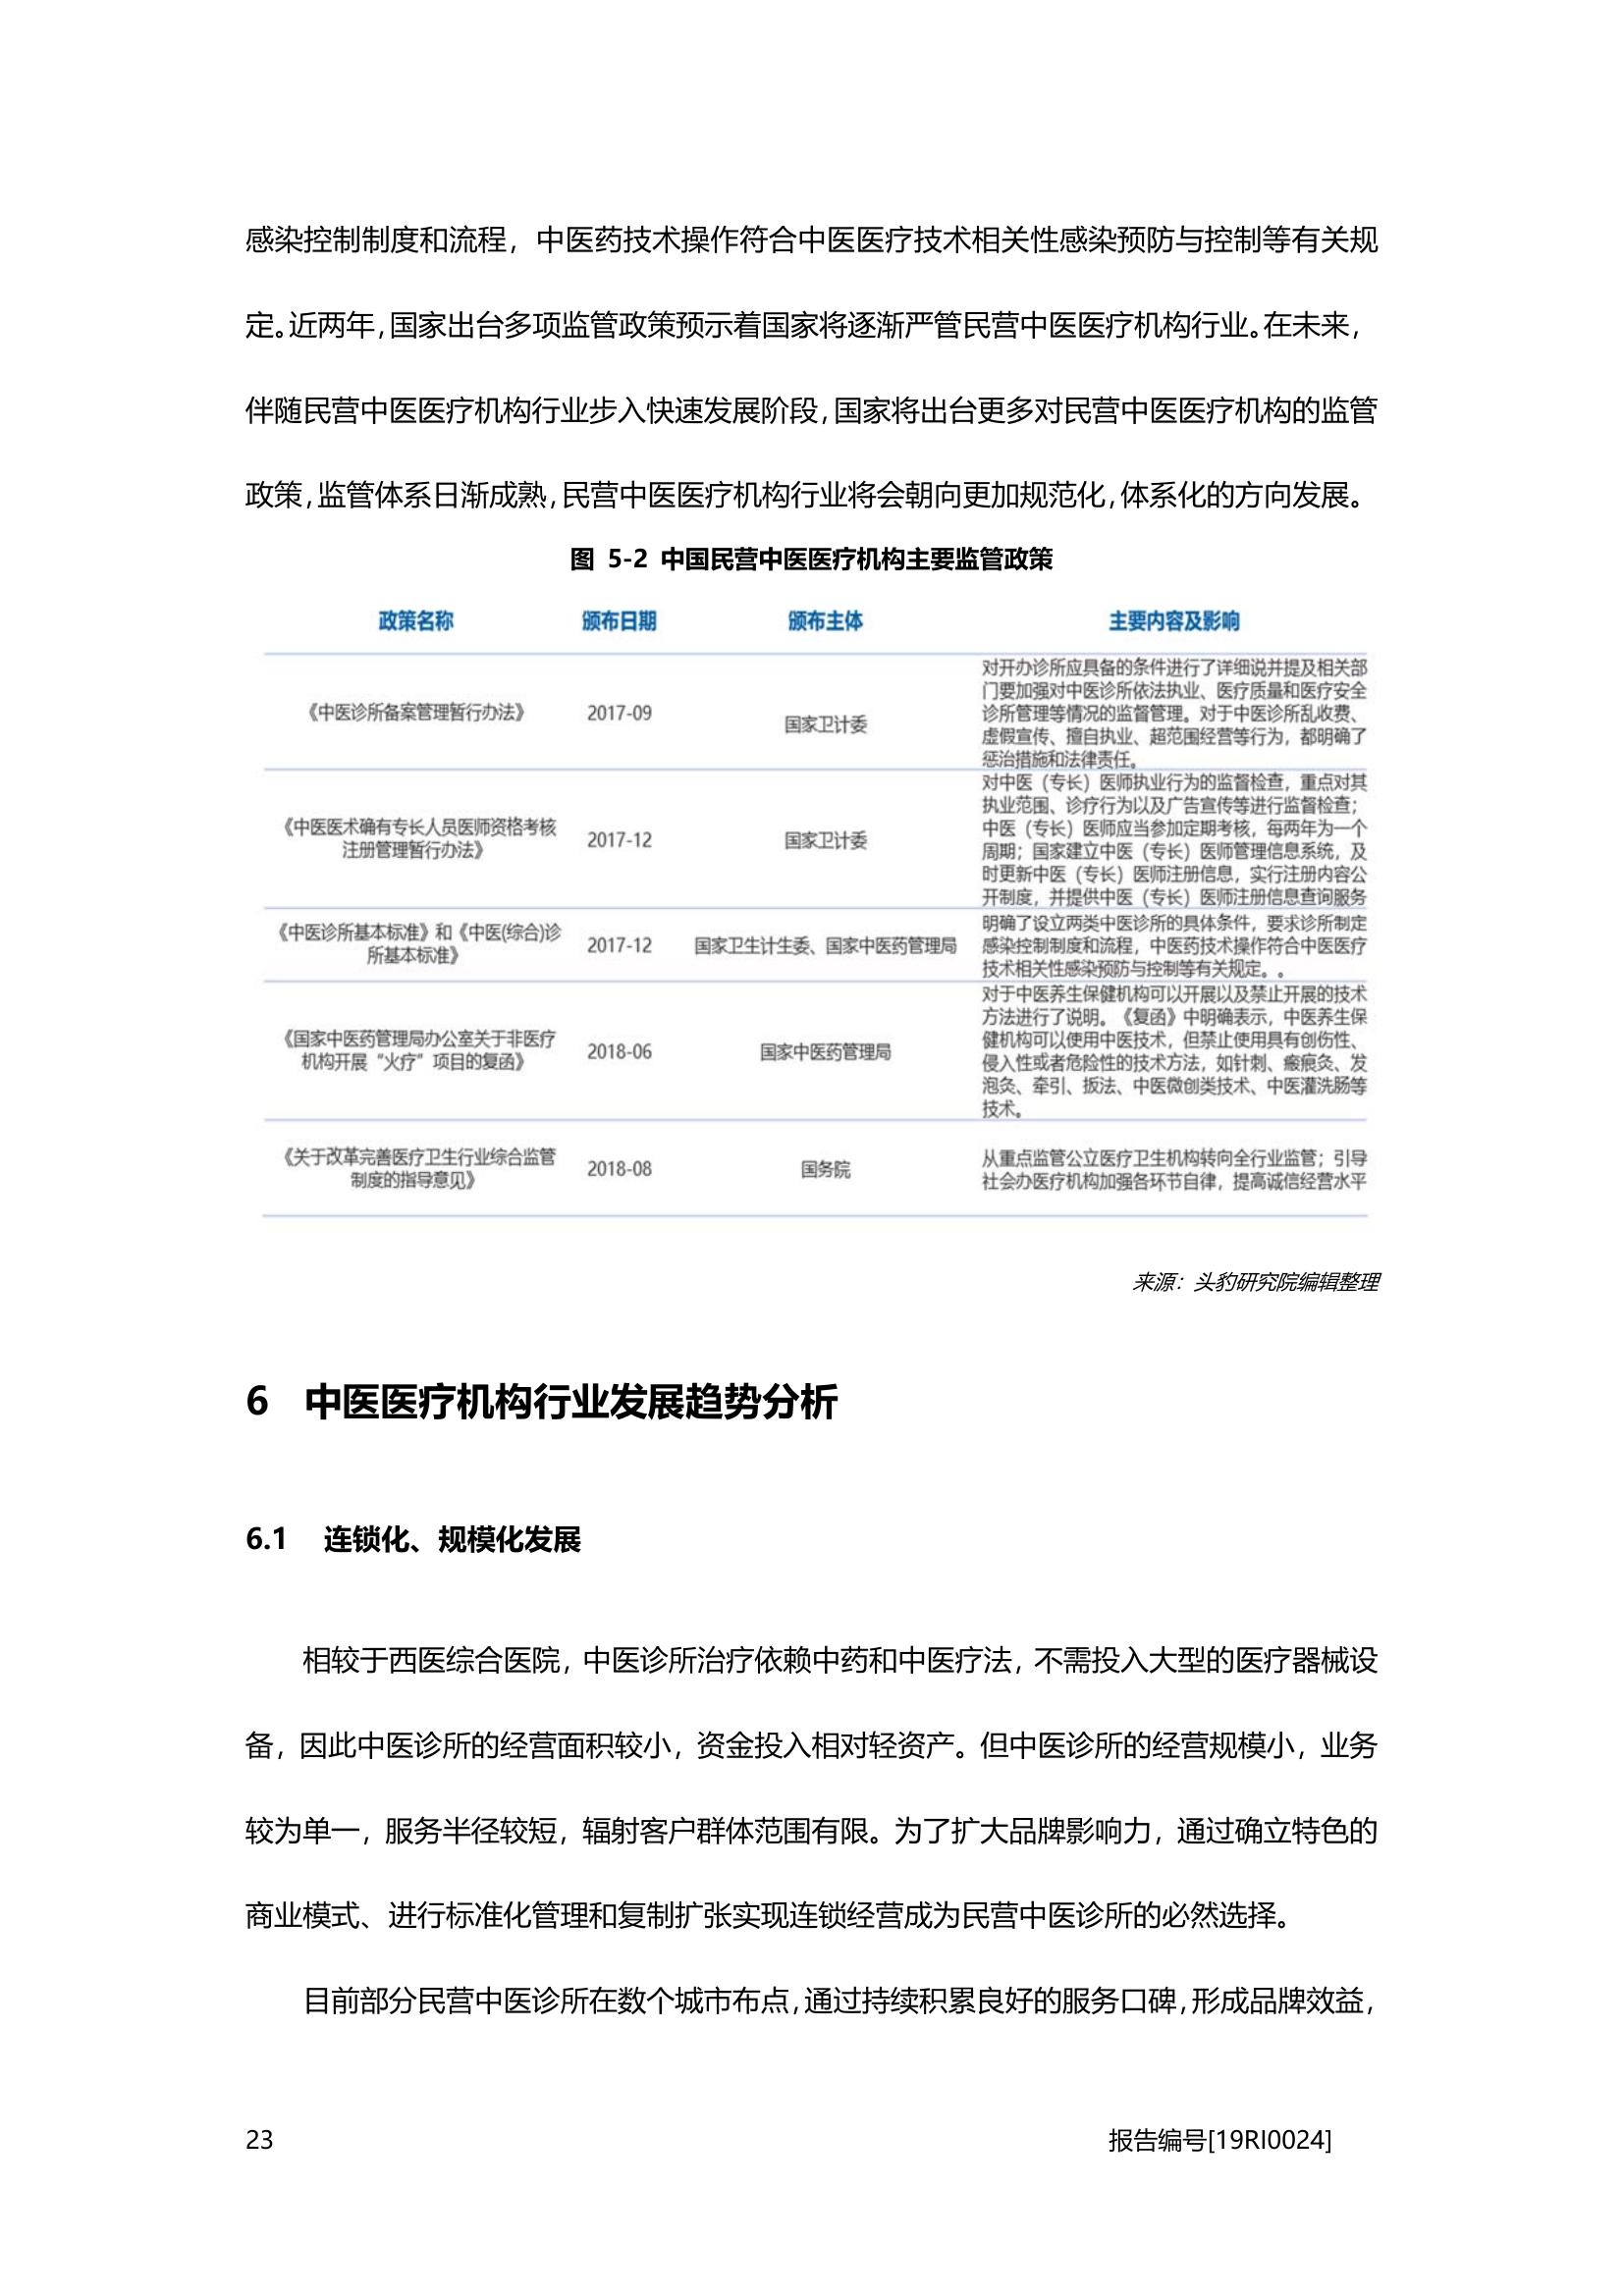 感染控制制度和流程，中医药技术操作符合中医医疗技术相关性感染预防与控制等有关规
定。近两年，国家出台多项监管政策预示着国家将逐渐严管民营中医医疗机构行业。在未来，
伴随民营中医医疗机构行业步入快速发展阶段，国家将出台更多对民营中医医疗机构的监管
政策，监管体系日渐成熟，民营中医医疗机构行业将会朝向更加规范化，体系化的方向发展。
图 5-2 中国民营中医医疗机构主要监管政策
政策名称 颁布日期 颁布主体 主要内容及影响
《中医诊所备案管理暂行办法》 2017-09 国家卫计委
对开办诊所应具备的条件进行了详细说并提及相关部
门要加强对中医诊所依法执业、医疗质量和医疗安全
诊所管理等情况的监督管理。对于中医诊所乱收费、
虚假宣传、擅自执业、超范围经营等行为，都明确了
惩治措施和法律责任。
《中医医术确有专长人员医师资格考核
注册管理暂行办法》
2017-12 国家卫计委
对中医（专长）医师执业行为的监督检查，重点对其
执业范围、诊疗行为以及广告宣传等进行监督检查；
中医（专长）医师应当参加定期考核，每两年为一个
周期；国家建立中医（专长）医师管理信息系统，及
时更新中医（专长）医师注册信息，实行注册内容公
开制度，并提供中医（专长）医师注册信息查询服务
《中医诊所基本标准》和《中医(综合)诊
所基本标准》
2017-12 国家卫生计生委、国家中医药管理局
明确了设立两类中医诊所的具体条件，要求诊所制定
感染控制制度和流程，中医药技术操作符合中医医疗
技术相关性感染预防与控制等有关规定。。
《国家中医药管理局办公室关于非医疗
机构开展“火疗”项目的复函》
2018-06 国家中医药管理局
对于中医养生保健机构可以开展以及禁止开展的技术
方法进行了说明。《复函》中明确表示，中医养生保
健机构可以使用中医技术，但禁止使用具有创伤性、
侵入性或者危险性的技术方法，如针刺、瘢痕灸、发
泡灸、牵引、扳法、中医微创类技术、中医灌洗肠等
技术。
《关于改革完善医疗卫生行业综合监管
制度的指导意见》
2018-08 国务院
从重点监管公立医疗卫生机构转向全行业监管；引导
社会办医疗机构加强各环节自律，提高诚信经营水平
来源：头豹研究院编辑整理
6 中医医疗机构行业发展趋势分析
6.1 连锁化、规模化发展
相较于西医综合医院，中医诊所治疗依赖中药和中医疗法，不需投入大型的医疗器械设
备，因此中医诊所的经营面积较小，资金投入相对轻资产。但中医诊所的经营规模小，业务
较为单一，服务半径较短，辐射客户群体范围有限。为了扩大品牌影响力，通过确立特色的
商业模式、进行标准化管理和复制扩张实现连锁经营成为民营中医诊所的必然选择。
目前部分民营中医诊所在数个城市布点，通过持续积累良好的服务口碑，形成品牌效益，
23 报告编号[19RI0024]